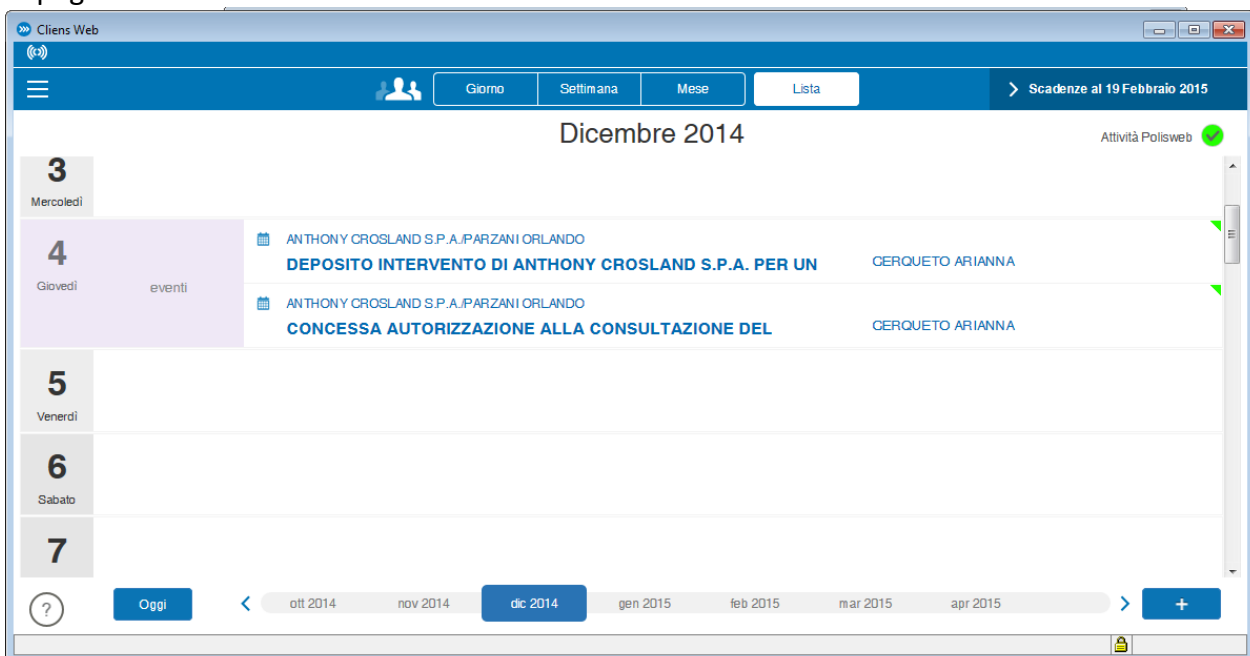 Cliens Web
Giorno Settimana Mese Lista
Scadenze al 19 Febbraio 2015
Dicembre 2014
Attività Polisweb
3
Mercoledì
4
Giovedì
eventi
ANTHONY CROSLAND S.P.A./PARZANI ORLANDO
DEPOSITO INTERVENTO DI ANTHONY CROSLAND S.P.A. PER UN
CERQUETO ARIANNA
ANTHONY CROSLAND S.P.A./PARZANI ORLANDO
CONCESSA AUTORIZZAZIONE ALLA CONSULTAZIONE DEL
CERQUETO ARIANNA
5
Venerdì
6
Sabato
7
? Oggi ott 2014 nov 2014 dic 2014 gen 2015 feb 2015 mar 2015 apr 2015 +